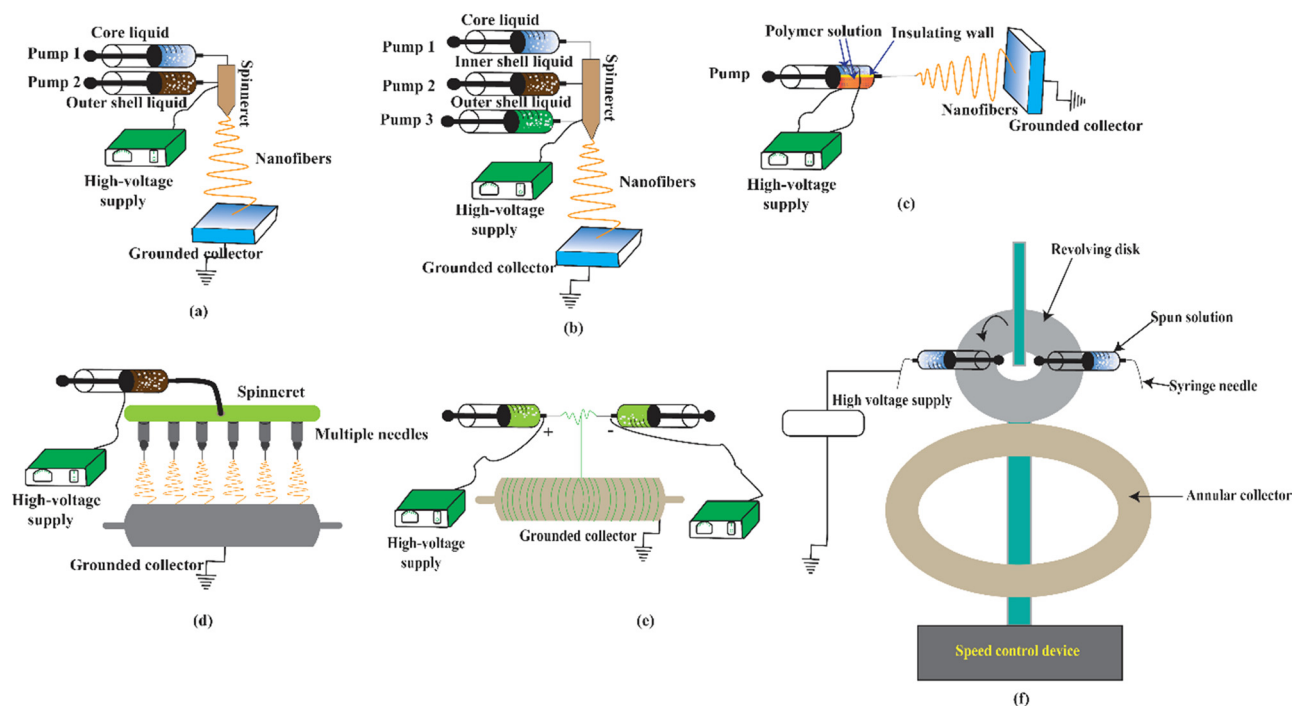 Core liquid
Pump 1
Pump 2
Outer shell liquid
Spinneret
High-voltage
supply
Nanofibers
Grounded collector
(a)
Core liquid
Pump 1
Inner shell liquid
Pump 2
Outer shell liquid
Pump 3
Spinneret
High-voltage
supply
Nanofibers
Grounded collector
(b)
Polymer solution
Insulating wall
Pump
Nanofibers
Grounded collector
High-voltage
supply
(c)
Spinneret
Multiple needles
High-voltage
supply
Grounded collector
(d)
+
-
Grounded collector
High-voltage
supply
(e)
Revolving disk
Spun solution
Syringe needle
High voltage supply
Annular collector
Speed control device
(f)